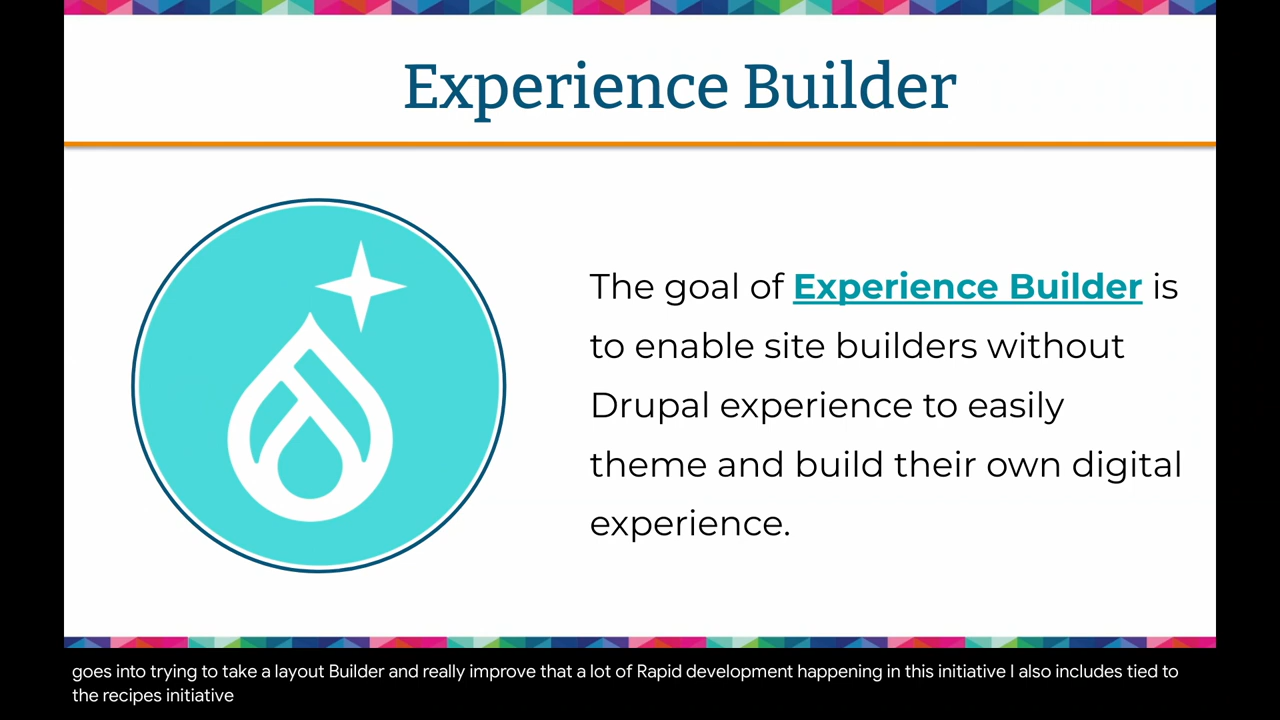 Experience Builder
The goal of Experience Builder is
to enable site builders without
Drupal experience to easily
theme and build their own digital
experience.
goes into trying to take a layout Builder and really improve that a lot of Rapid development happening in this initiative I also includes tied to
the recipes initiative